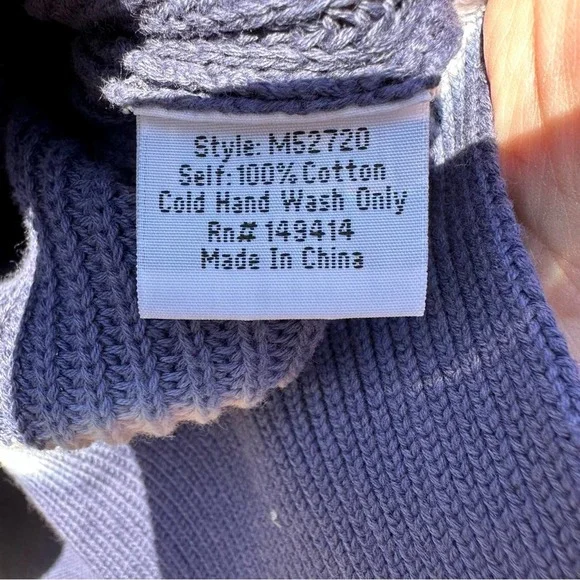 Style: M52720
Self: 100% Cotton
Cold Hand Wash Only
Rn# 149414
Made In China